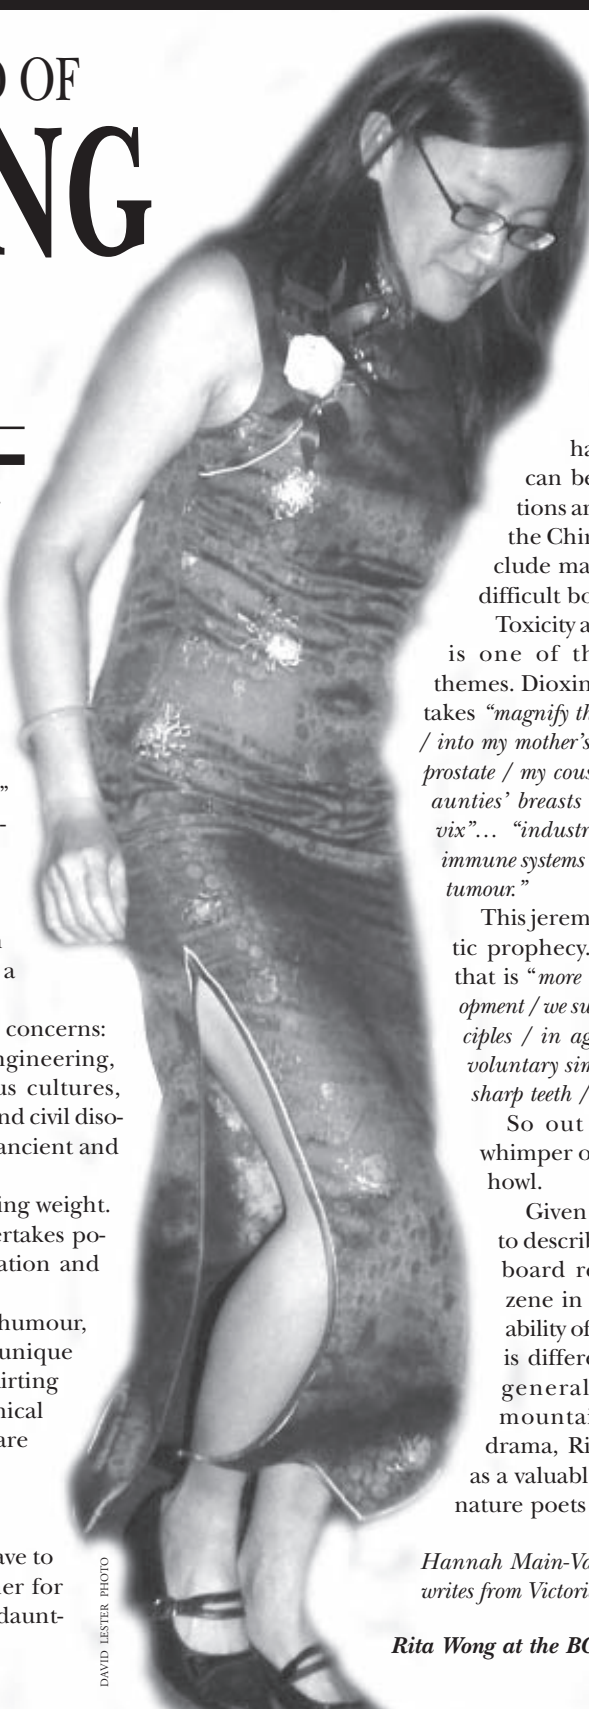 OF
NG
”
–
a
concerns:
ngineering,
us cultures,
nd civil diso-
ancient and
ing weight.
ertakes po-
ation and
humour,
unique
irting
nical
are
ave to
er for
daunt-
DAVID LESTER PHOTO
ha
can be
tions an
the Chin
clude ma
difficult bo
Toxicity a
is one of th
themes. Dioxin
takes “magnify th
/ into my mother’s
prostate / my cous
aunties’ breasts
vix”... “industr
immune systems
tumour.”
This jerem
tic prophecy.
that is “more
opment / we su
ciples / in ag
voluntary sim
sharp teeth /
So out
whimper o
howl.
Given
to describ
board re
zene in
ability of
is differe
general
mountai
drama, Ri
as a valuabl
nature poets
Hannah Main-Va
writes from Victori
Rita Wong at the BC